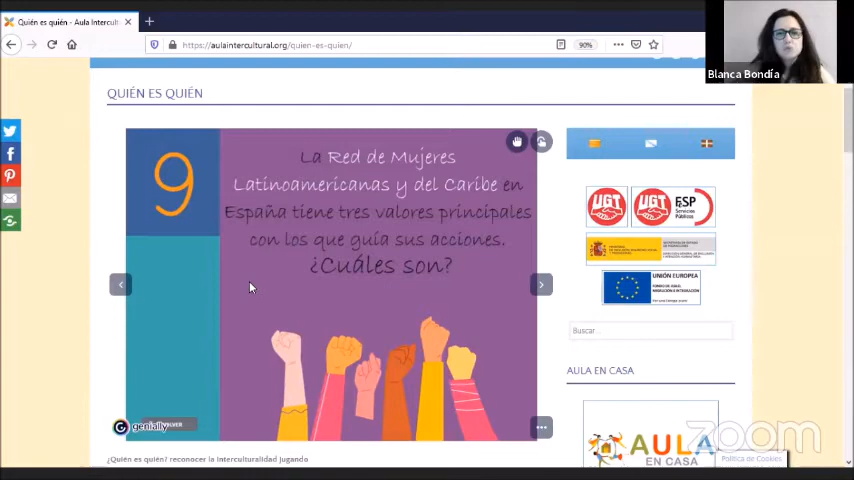 Quién es quién - Aula Intercult
https://aulaintercultural.org/quien-es-quien/
90%
Blanca Bondía
QUIÉN ES QUIÉN
9
La Red de Mujeres
Latinoamericanas y del Caribe en
España tiene tres valores principales
con los que guía sus acciones.
¿Cuáles son?
genially
¿Quién es quién? reconocer la interculturalidad jugando
UGT
UGT
ESP
Servicios
Públicos
UNIÓN EUROPEA
Buscar...
AULA EN CASA
AULA
EN CASA
zoom
Política de Cookies